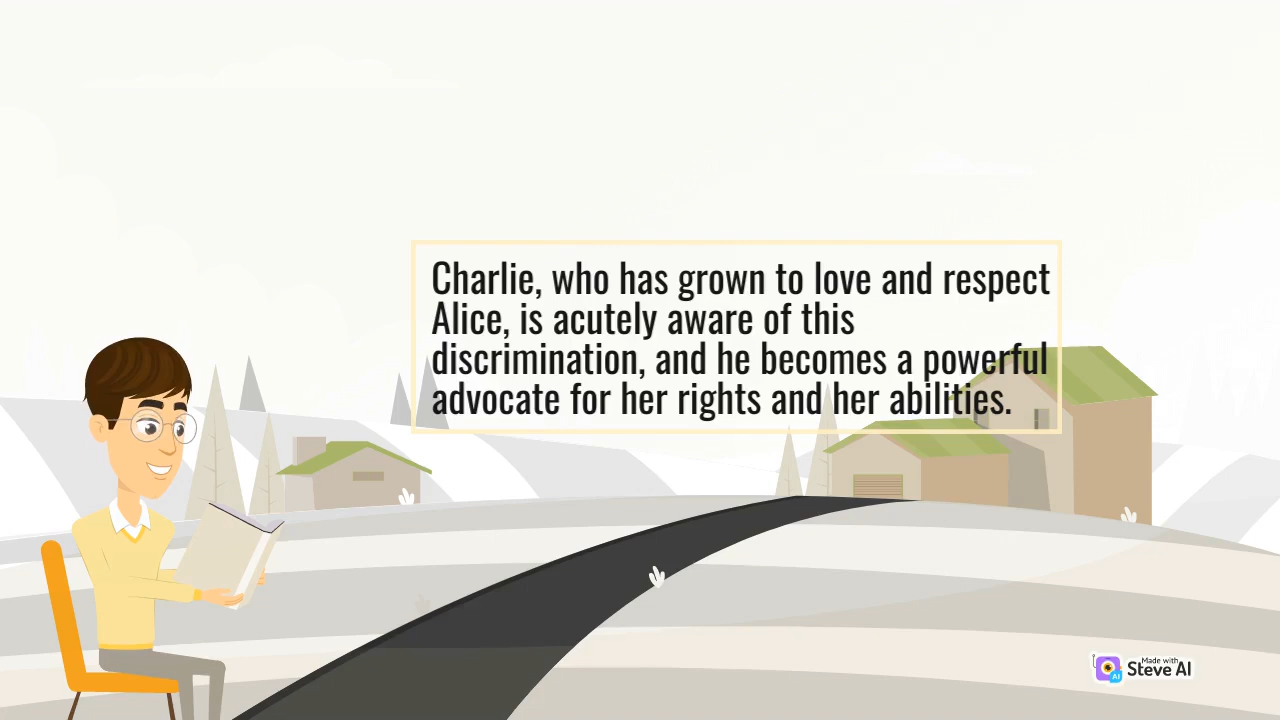 Charlie, who has grown to love and respect
Alice, is acutely aware of this
discrimination, and he becomes a powerful
advocate for her rights and her abilities.
Made with
Steve AI
AI